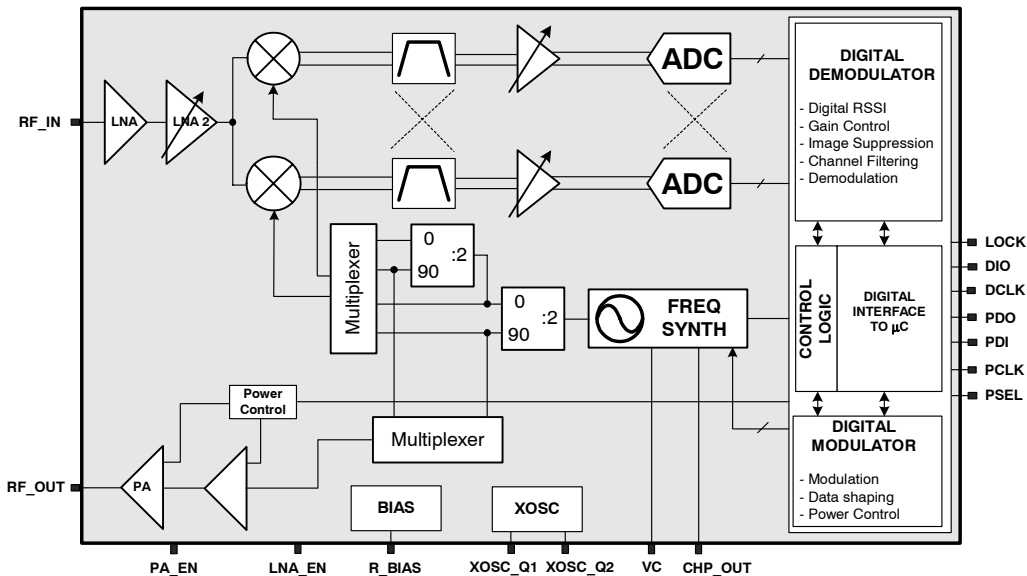 ADC
DIGITAL
DEMODULATOR
- Digital RSSI
- Gain Control
- Image Suppression
- Channel Filtering
- Demodulation
RF_IN
LNA
LNA 2
ADC
Multiplexer
0
90
:2
0
90
:2
FREQ
SYNTH
CONTROL
LOGIC
DIGITAL
INTERFACE
TO µC
LOCK
DIO
DCLK
PDO
PDI
PCLK
PSEL
Power
Control
Multiplexer
DIGITAL
MODULATOR
- Modulation
- Data shaping
- Power Control
RF_OUT
PA
BIAS
XOSC
PA_EN
LNA_EN
R_BIAS
XOSC_Q1
XOSC_Q2
VC
CHP_OUT